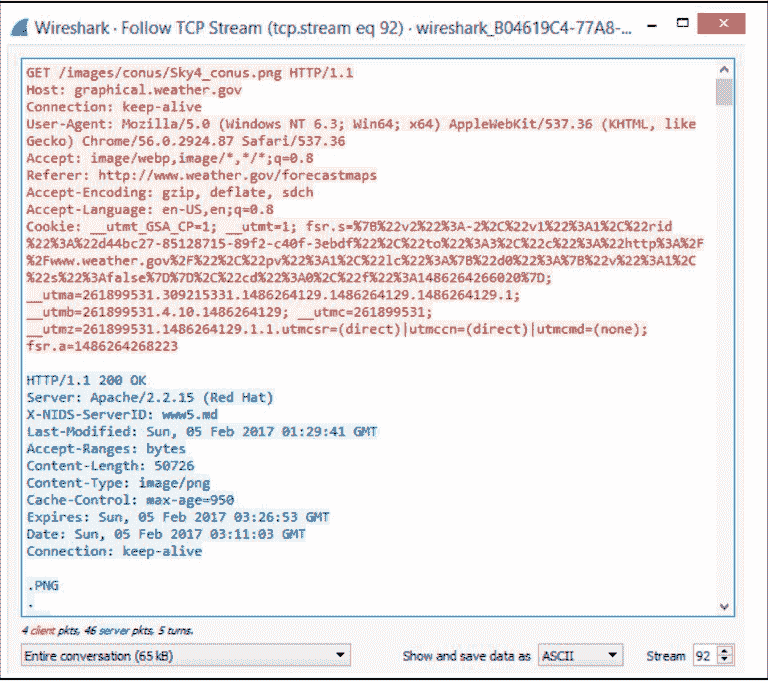 Wireshark · Follow TCP Stream (tcp.stream eq 92) · wireshark_B04619C4-77A8-...
GET /images/conus/Sky4_conus.png HTTP/1.1
Host: graphical.weather.gov
Connection: keep-alive
User-Agent: Mozilla/5.0 (Windows NT 6.3; Win64; x64) AppleWebKit/537.36 (KHTML, like
Gecko) Chrome/56.0.2924.87 Safari/537.36
Accept: image/webp,image/*,*/*;q=0.8
Referer: http://www.weather.gov/forecastmaps
Accept-Encoding: gzip, deflate, sdch
Accept-Language: en-US,en;q=0.8
Cookie: __utmt_GSA_CP=1; __utmt=1; fsr.s=%7B%22v2%22%3A-2%2C%22v1%22%3A1%2C%22rid
%22%3A%22d44bc27-85128715-89f2-c40f-3ebdf%22%2C%22to%22%3A3%2C%22c%22%3A%22http%3A%2F
%2Fwww.weather.gov%2F%22%2C%22pv%22%3A1%2C%22lc%22%3A%7B%22d0%22%3A%7B%22v%22%3A1%2C
%22s%22%3Afalse%7D%7D%2C%22cd%22%3A0%2C%22f%22%3A1486264266020%7D;
__utma=261899531.309215331.1486264129.1486264129.1486264129.1;
__utmb=261899531.4.10.1486264129; __utmc=261899531;
__utmz=261899531.1486264129.1.1.utmcsr=(direct)|utmccn=(direct)|utmcmd=(none);
fsr.a=1486264268223
HTTP/1.1 200 OK
Server: Apache/2.2.15 (Red Hat)
X-NIDS-ServerID: www5.md
Last-Modified: Sun, 05 Feb 2017 01:29:41 GMT
Accept-Ranges: bytes
Content-Length: 50726
Content-Type: image/png
Cache-Control: max-age=950
Expires: Sun, 05 Feb 2017 03:26:53 GMT
Date: Sun, 05 Feb 2017 03:11:03 GMT
Connection: keep-alive
.PNG
.
4 client pkts, 46 server pkts, 5 turns.
Entire conversation (65 kB) Show and save data as ASCII Stream 92